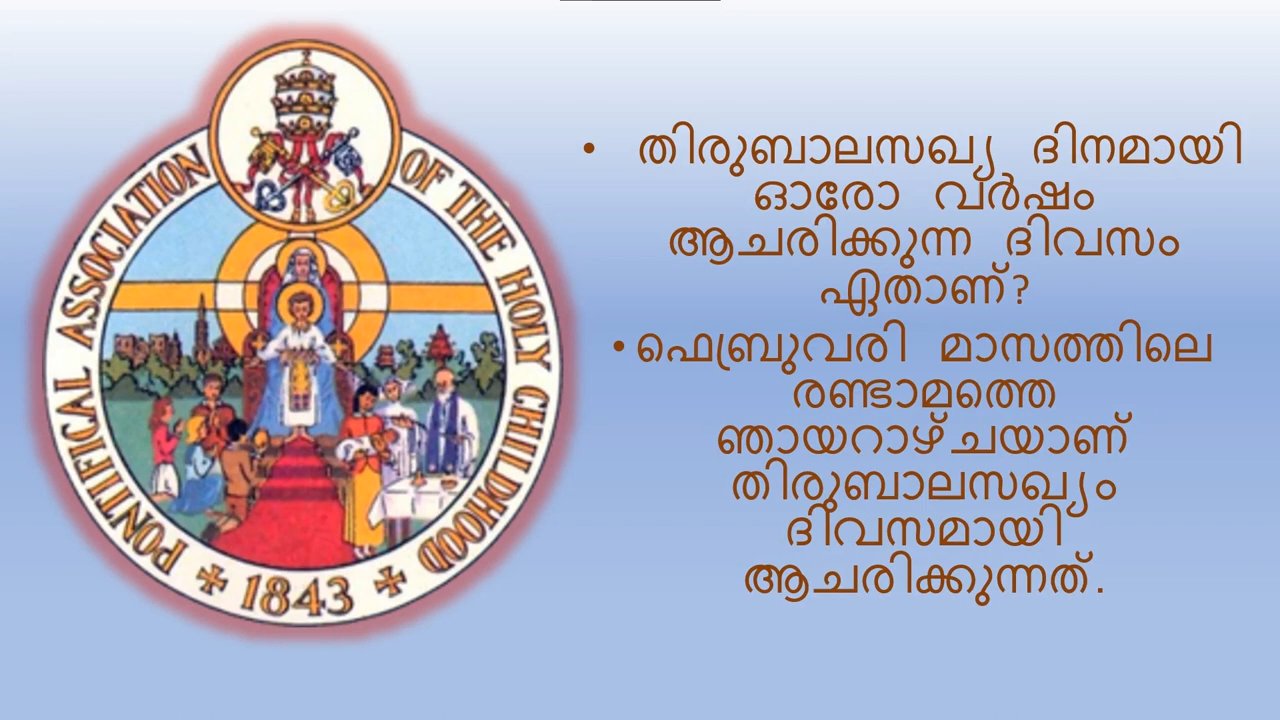 PONTIFICAL ASSOCIATION OF THE HOLY CHILDHOOD
1843
• തിരുബാലസഖ്യ ദിനമായി
ഓരോ വർഷം
ആചരിക്കുന്ന ദിവസം
ഏതാണ്?
• ഫെബ്രുവരി മാസത്തിലെ
രണ്ടാമത്തെ
ഞായറാഴ്ചയാണ്
തിരുബാലസഖ്യം
ദിവസമായി
ആചരിക്കുന്നത്.